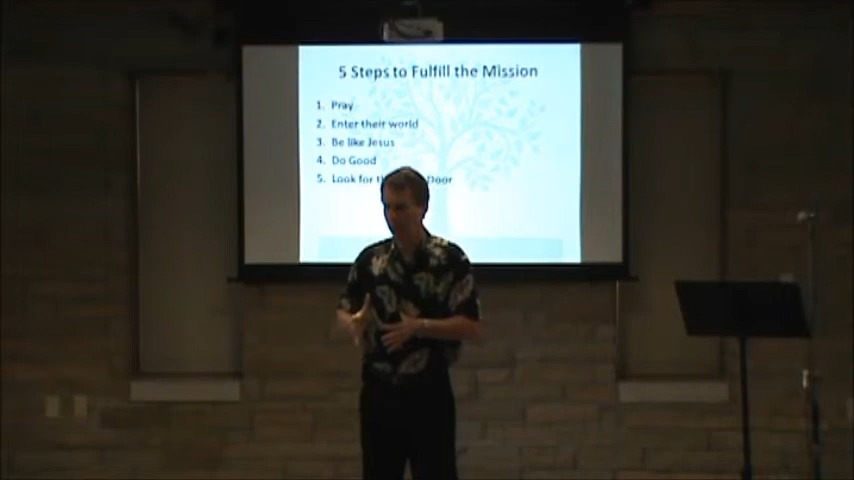 5 Steps to Fulfill the Mission
1. Pray
2. Enter their world
3. Be like Jesus
4. Do Good
5. Look for Door